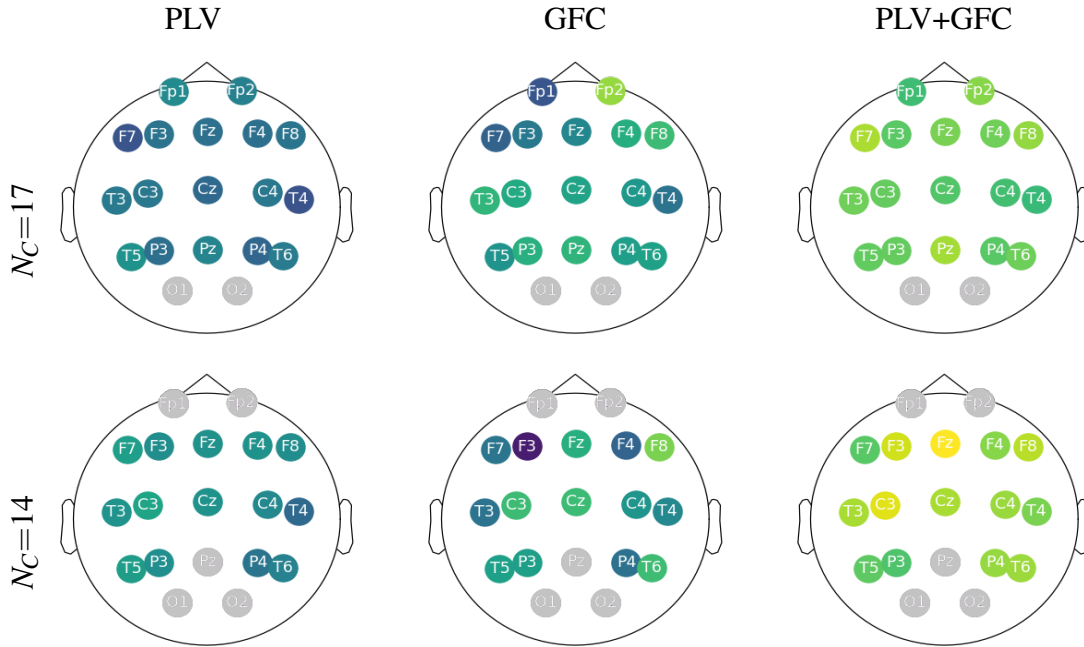 PLV GFC PLV+GFC
N_C=17
Fp1 Fp2 Fp1 Fp2 Fp1 Fp2
F7 F3 Fz F4 F8 F7 F3 Fz F4 F8 F7 F3 Fz F4 F8
T3 C3 Cz C4 T4 T3 C3 Cz C4 T4 T3 C3 Cz C4 T4
T5 P3 Pz P4 T6 T5 P3 Pz P4 T6 T5 P3 Pz P4 T6
O1 O2 O1 O2 O1 O2
N_C=14
Fp1 Fp2 Fp1 Fp2 Fp1 Fp2
F7 F3 Fz F4 F8 F7 F3 Fz F4 F8 F7 F3 Fz F4 F8
T3 C3 Cz C4 T4 T3 C3 Cz C4 T4 T3 C3 Cz C4 T4
T5 P3 Pz P4 T6 T5 P3 Pz P4 T6 T5 P3 Pz P4 T6
O1 O2 O1 O2 O1 O2